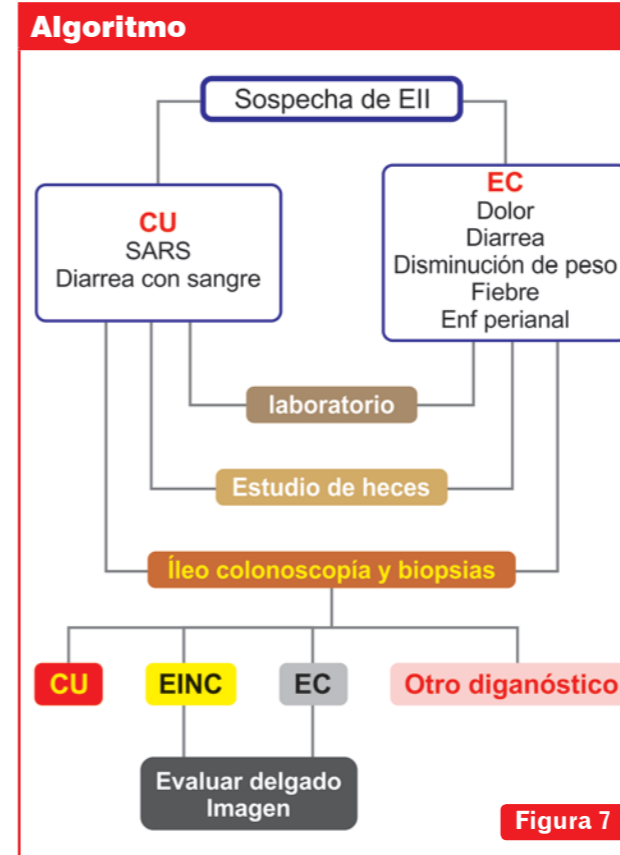 Algoritmo
Sospecha de EII
CU
SARS
Diarrea con sangre
EC
Dolor
Diarrea
Disminución de peso
Fiebre
Enf perianal
laboratorio
Estudio de heces
Íleo colonoscopía y biopsias
CU
EINC
EC
Otro diganóstico
Evaluar delgado
Imagen
Figura 7